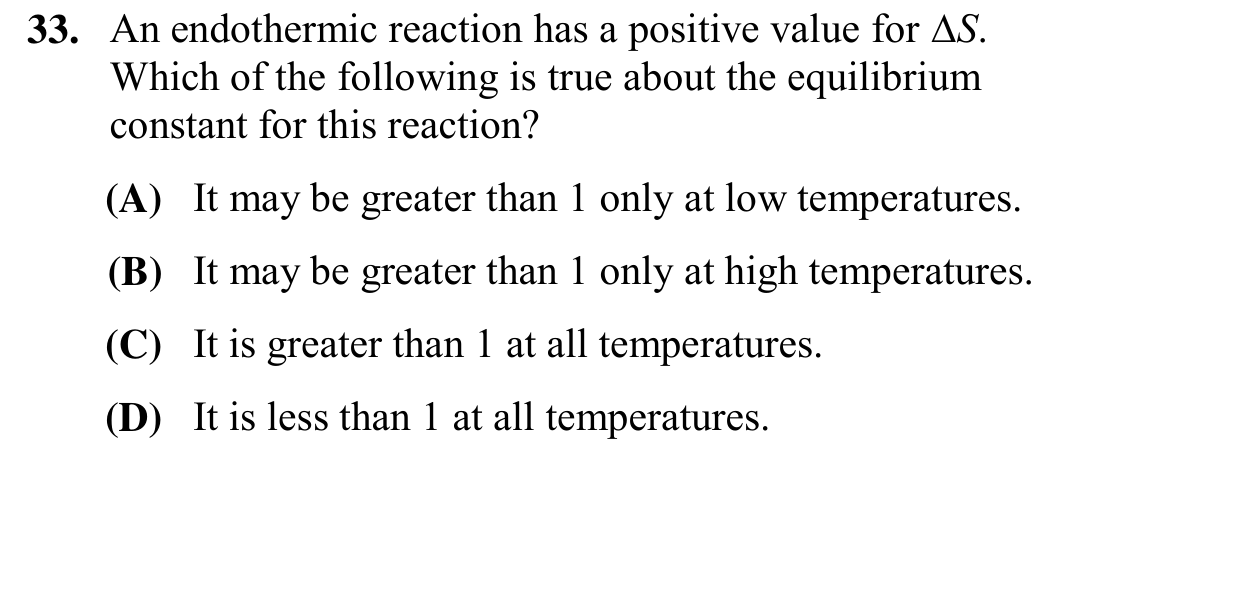 33. An endothermic reaction has a positive value for ΔS.
Which of the following is true about the equilibrium
constant for this reaction?
(A) It may be greater than 1 only at low temperatures.
(B) It may be greater than 1 only at high temperatures.
(C) It is greater than 1 at all temperatures.
(D) It is less than 1 at all temperatures.